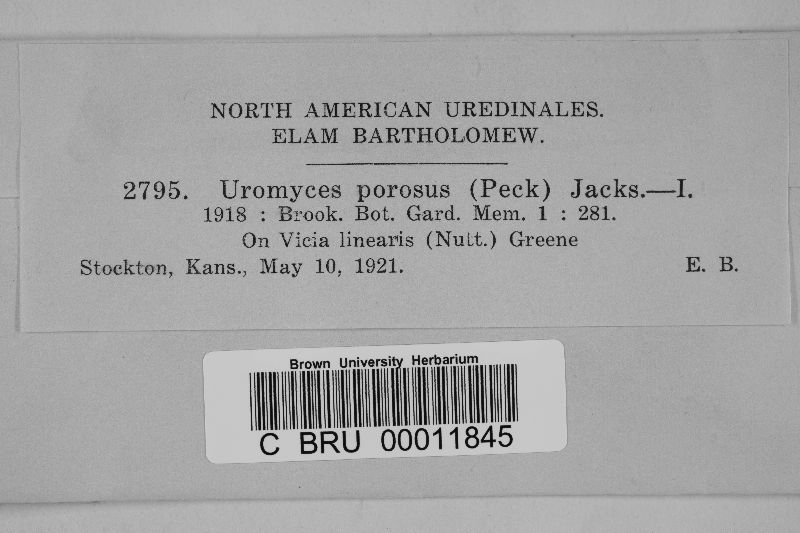 NORTH AMERICAN UREDINALES.
ELAM BARTHOLOMEW.
2795. Uromyces porosus (Peck) Jacks.—I.
1918 : Brook. Bot. Gard. Mem. 1 : 281.
On Vicia linearis (Nutt.) Greene
Stockton, Kans., May 10, 1921. E. B.
Brown University Herbarium
C BRU 00011845